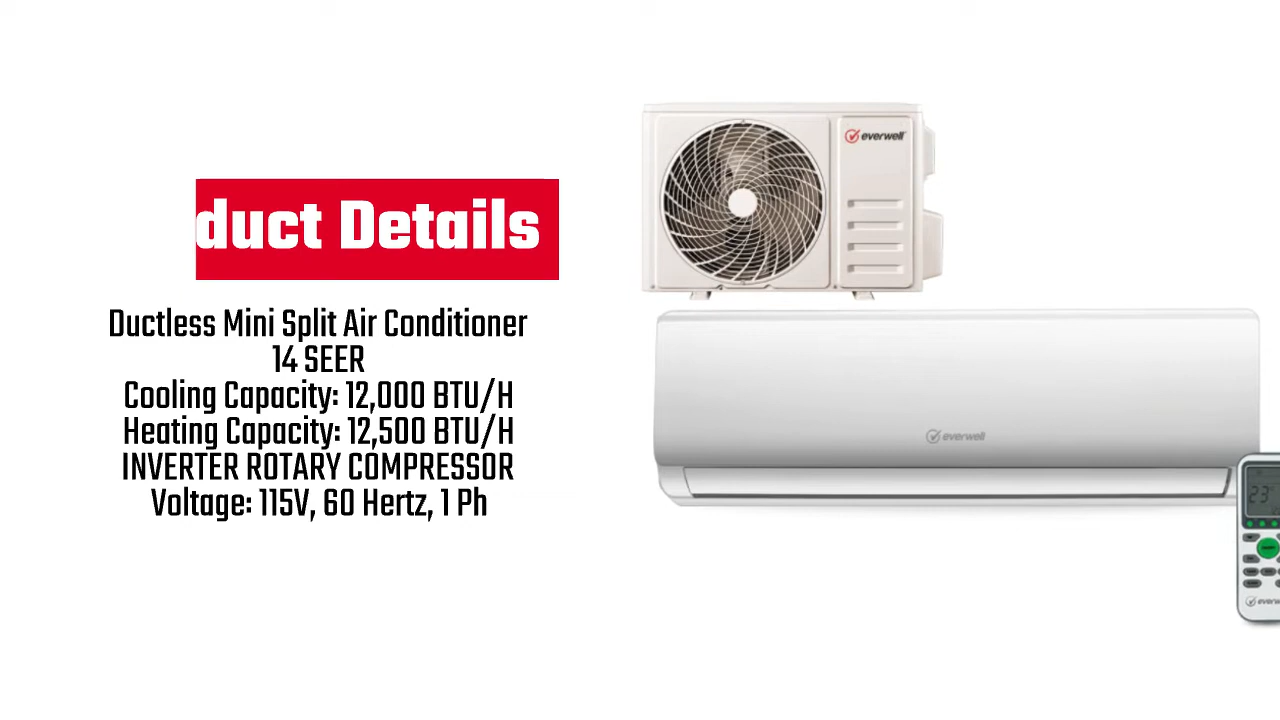 duct Details
Ductless Mini Split Air Conditioner
14 SEER
Cooling Capacity: 12,000 BTU/H
Heating Capacity: 12,500 BTU/H
INVERTER ROTARY COMPRESSOR
Voltage: 115V, 60 Hertz, 1 Ph
everwell
everwell
23